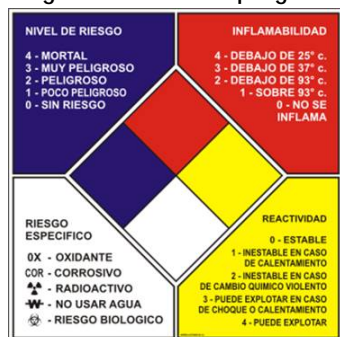 NIVEL DE RIESGO
4 - MORTAL
3 - MUY PELIGROSO
2 - PELIGROSO
1 - POCO PELIGROSO
0 - SIN RIESGO
INFLAMABILIDAD
4 - DEBAJO DE 25° c.
3 - DEBAJO DE 37° c.
2 - DEBAJO DE 93° c.
1 - SOBRE 93° c.
0 - NO SE
INFLAMA
RIESGO
ESPECIFICO
0X - OXIDANTE
COR - CORROSIVO
- RADIOACTIVO
W - NO USAR AGUA
- RIESGO BIOLOGICO
REACTIVIDAD
0 - ESTABLE
1 - INESTABLE EN CASO
DE CALENTAMIENTO
2 - INESTABLE EN CASO
DE CAMBIO QUIMICO VIOLENTO
3 - PUEDE EXPLOTAR EN CASO
DE CHOQUE O CALENTAMIENTO
4 - PUEDE EXPLOTAR